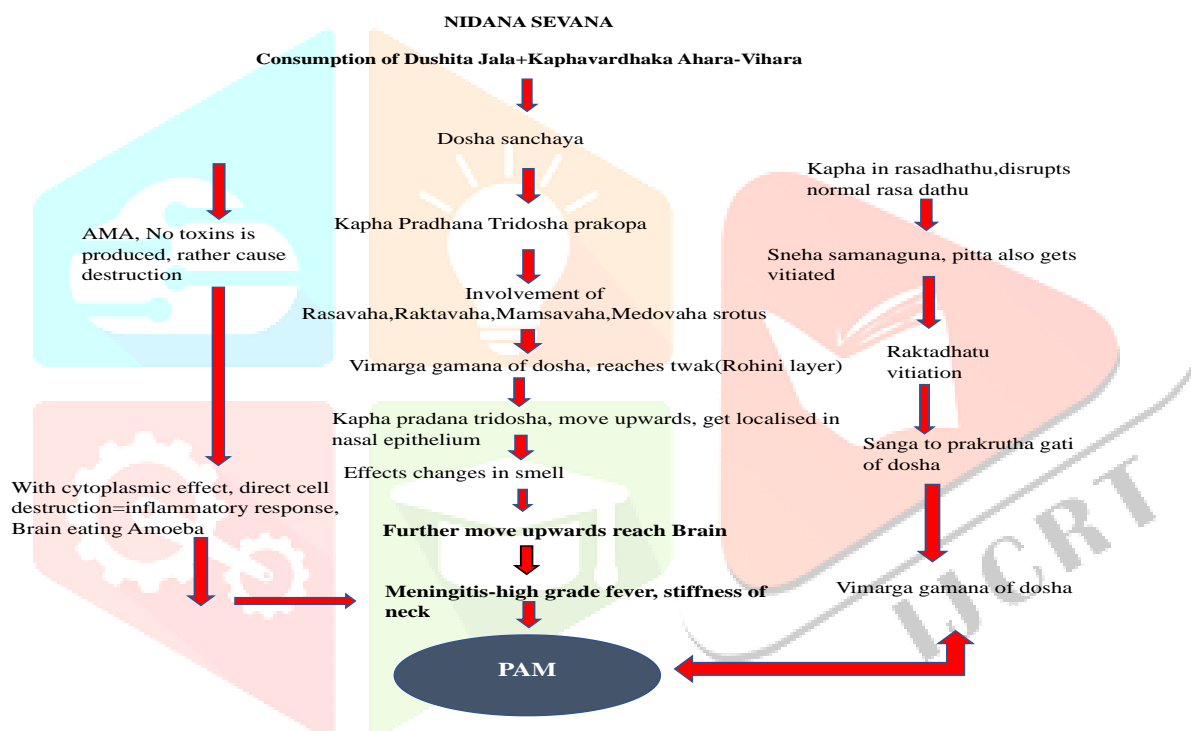 NIDANA SEVANA
Consumption of Dushita Jala+Kaphavardhaka Ahara-Vihara
Dosha sanchaya
Kapha Pradhana Tridosha prakopa
Involvement of
Rasavaha,Raktavaha,Mamsavaha,Medovaha srotus
Vimarga gamana of dosha, reaches twak(Rohini layer)
Kapha pradana tridosha, move upwards, get localised in
nasal epithelium
Effects changes in smell
Further move upwards reach Brain
Meningitis-high grade fever, stiffness of
neck
PAM
AMA, No toxins is
produced, rather cause
destruction
With cytoplasmic effect, direct cell
destruction=inflammatory response,
Brain eating Amoeba
Kapha in rasadhathu,disrupts
normal rasa dathu
Sneha samanaguna, pitta also gets
vitiated
Raktadhatu
vitiation
Sanga to prakrutha gati
of dosha
Vimarga gamana of dosha
IJCRT